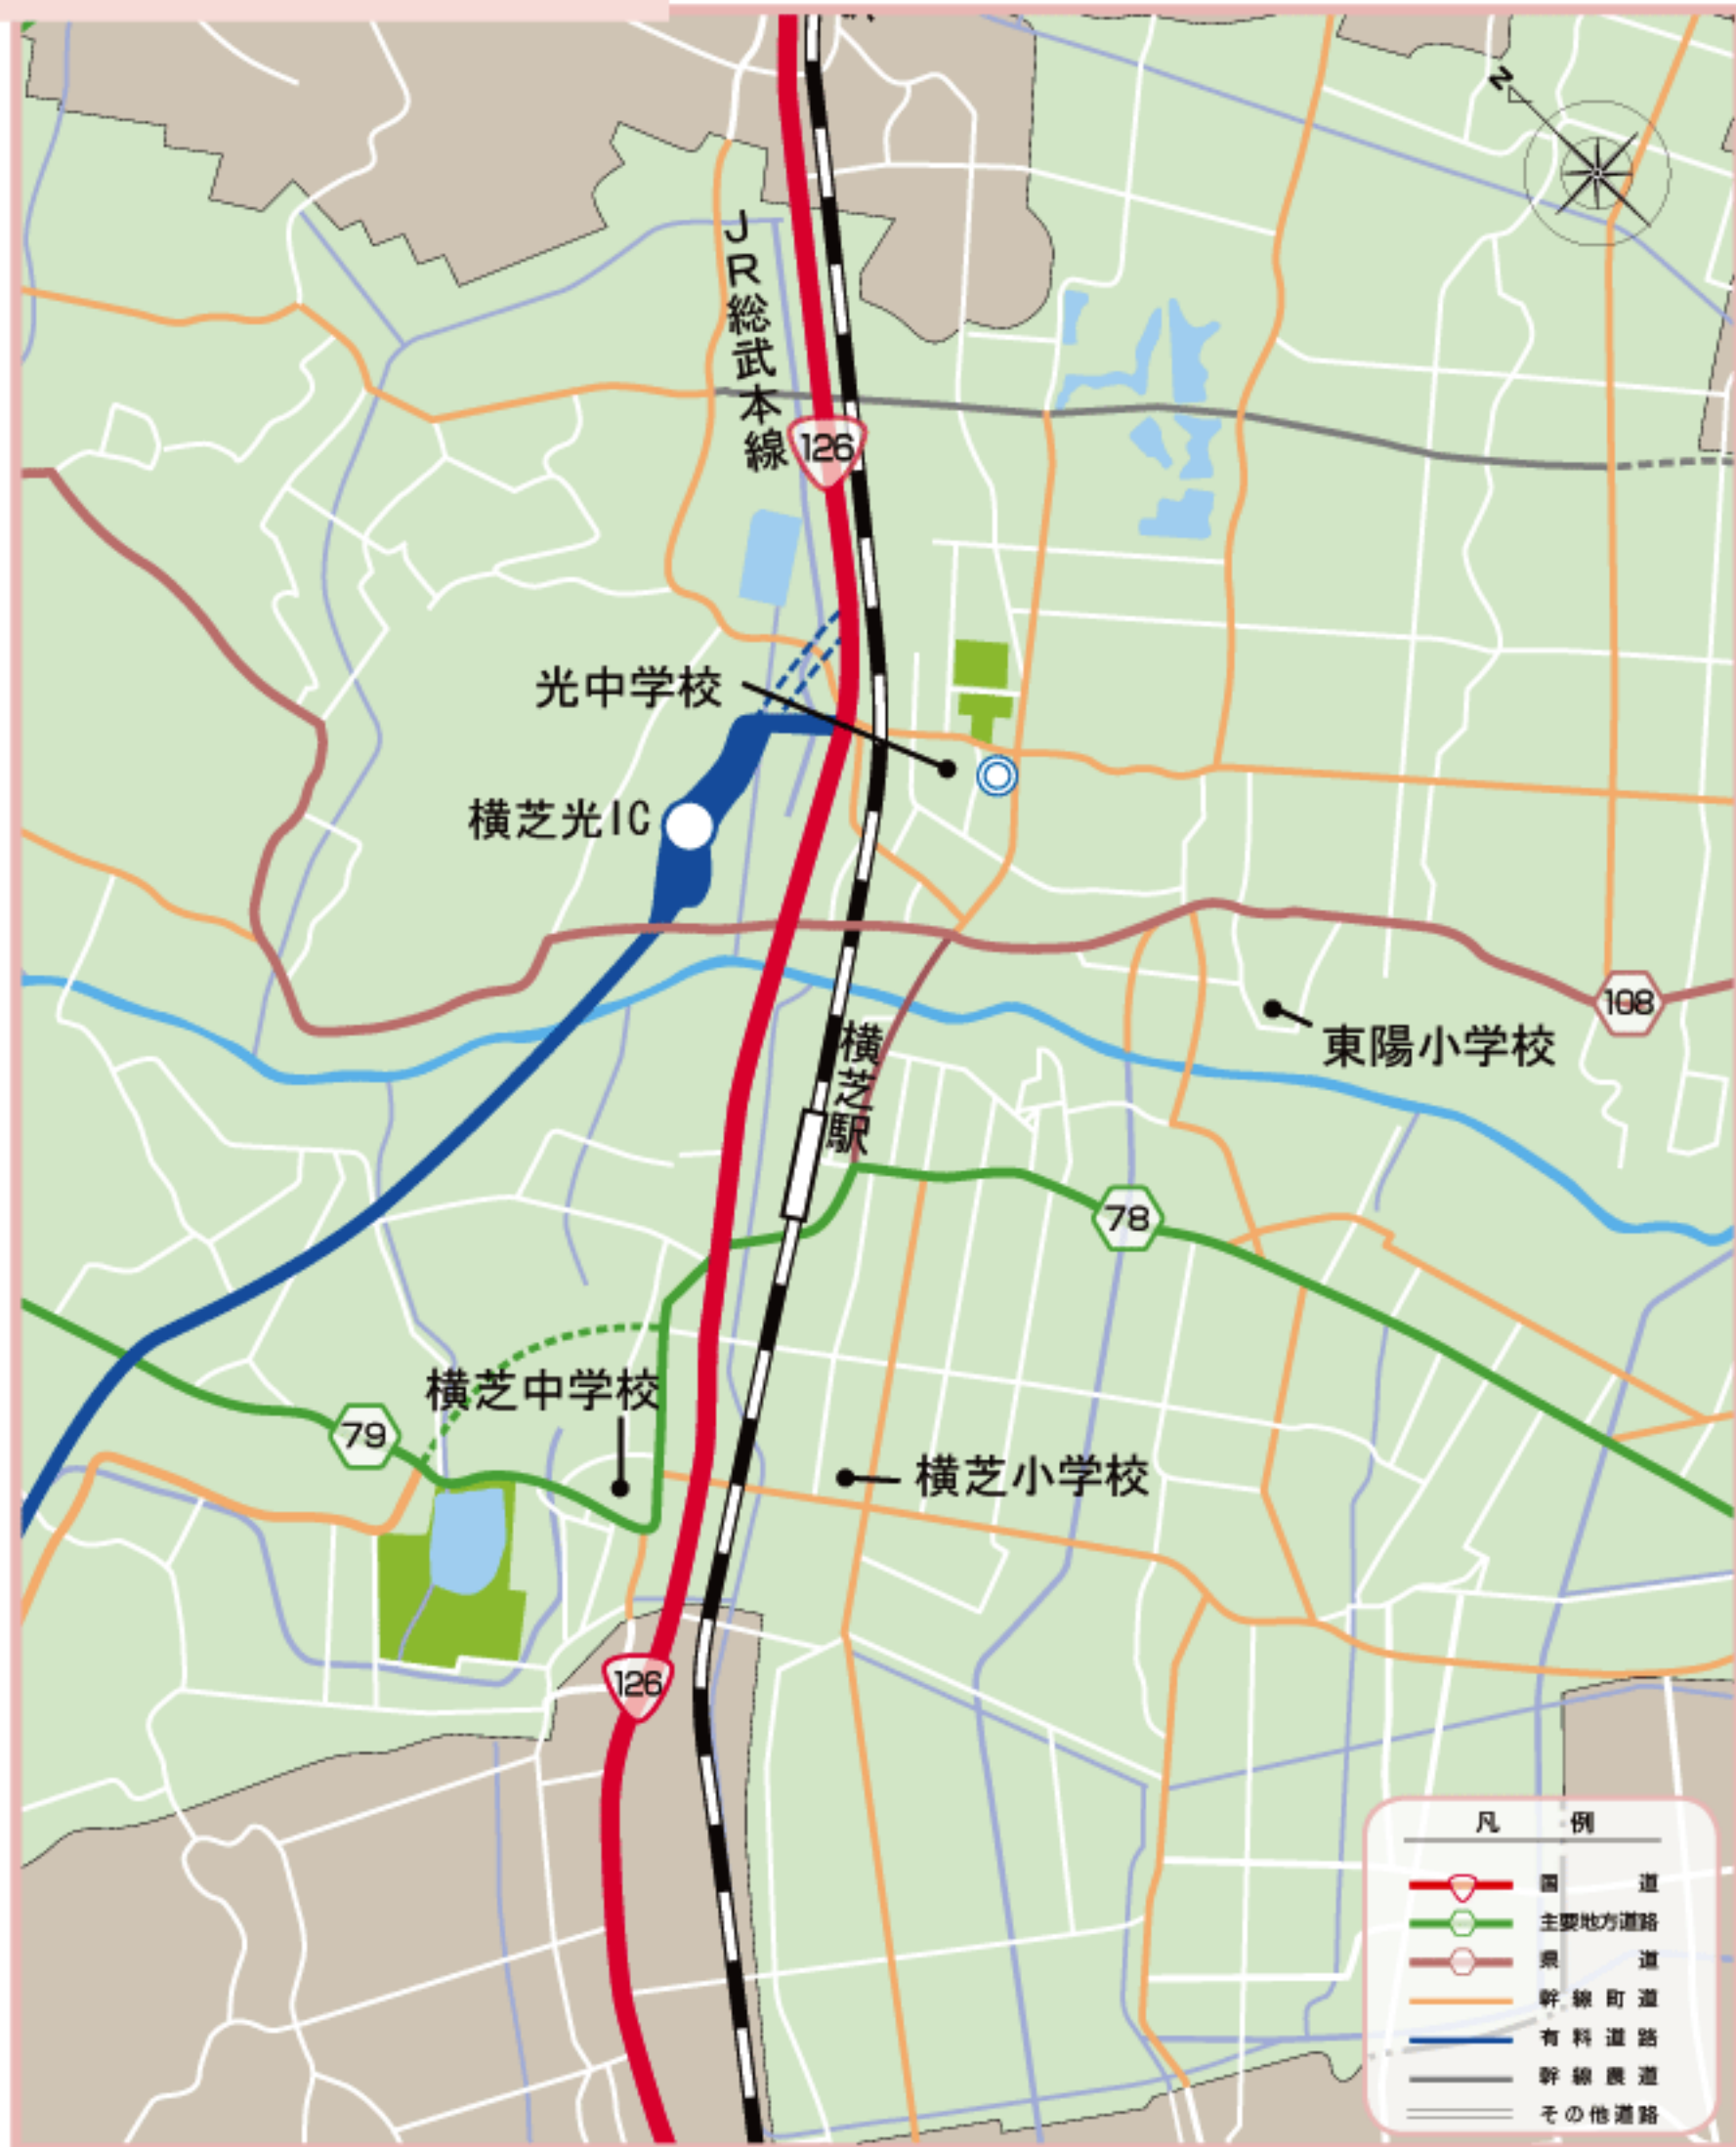 N
JR総武本線
126
光中学校
横芝光IC
108
東陽小学校
横芝駅
78
横芝中学校
79
横芝小学校
126
凡例
国道
主要地方道路
県道
幹線町道
有料道路
幹線農道
その他道路